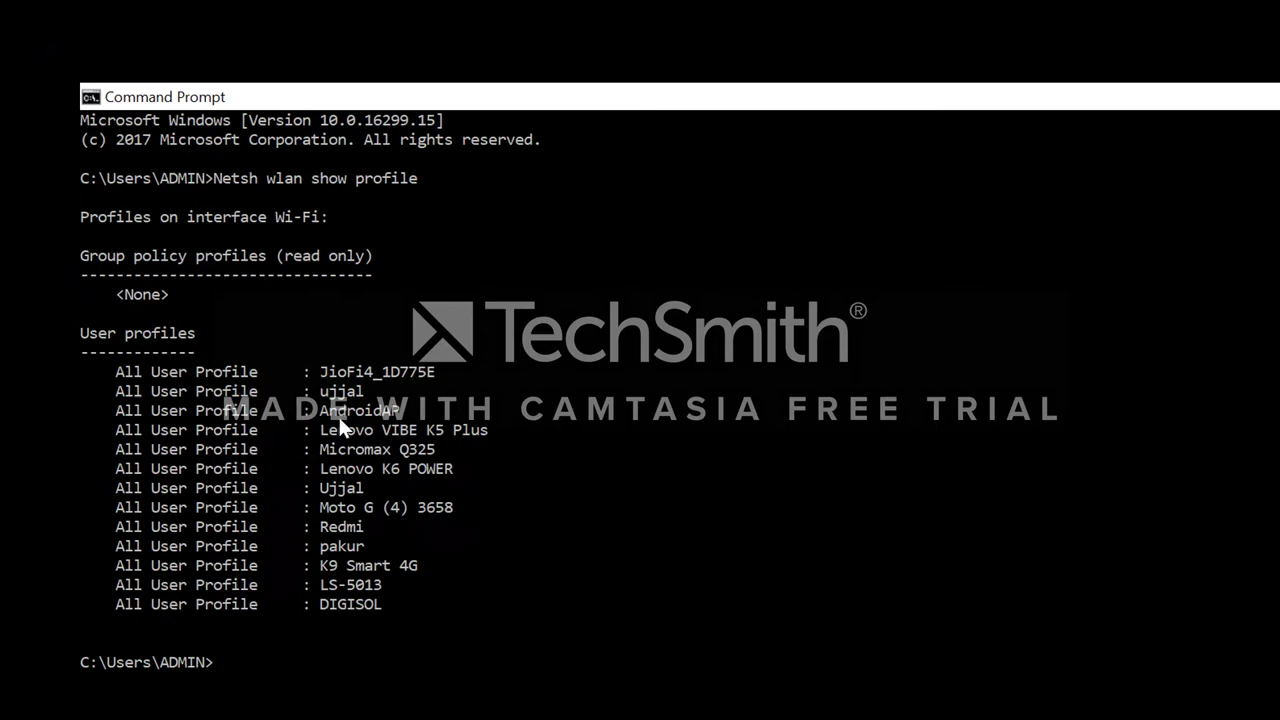 Command Prompt
Microsoft Windows [Version 10.0.16299.15]
(c) 2017 Microsoft Corporation. All rights reserved.
C:\Users\ADMIN>Netsh wlan show profile
Profiles on interface Wi-Fi:
Group policy profiles (read only)
---------------------------------
<None>
User profiles
-------------
All User Profile : JioFi4_1D775E
All User Profile : ujjal
All User Profile : AndroidAP
All User Profile : Lenovo VIBE K5 Plus
All User Profile : Micromax Q325
All User Profile : Lenovo K6 POWER
All User Profile : Ujjal
All User Profile : Moto G (4) 3658
All User Profile : Redmi
All User Profile : pakur
All User Profile : K9 Smart 4G
All User Profile : LS-5013
All User Profile : DIGISOL
C:\Users\ADMIN>
TechSmith®
MADE WITH CAMTASIA FREE TRIAL